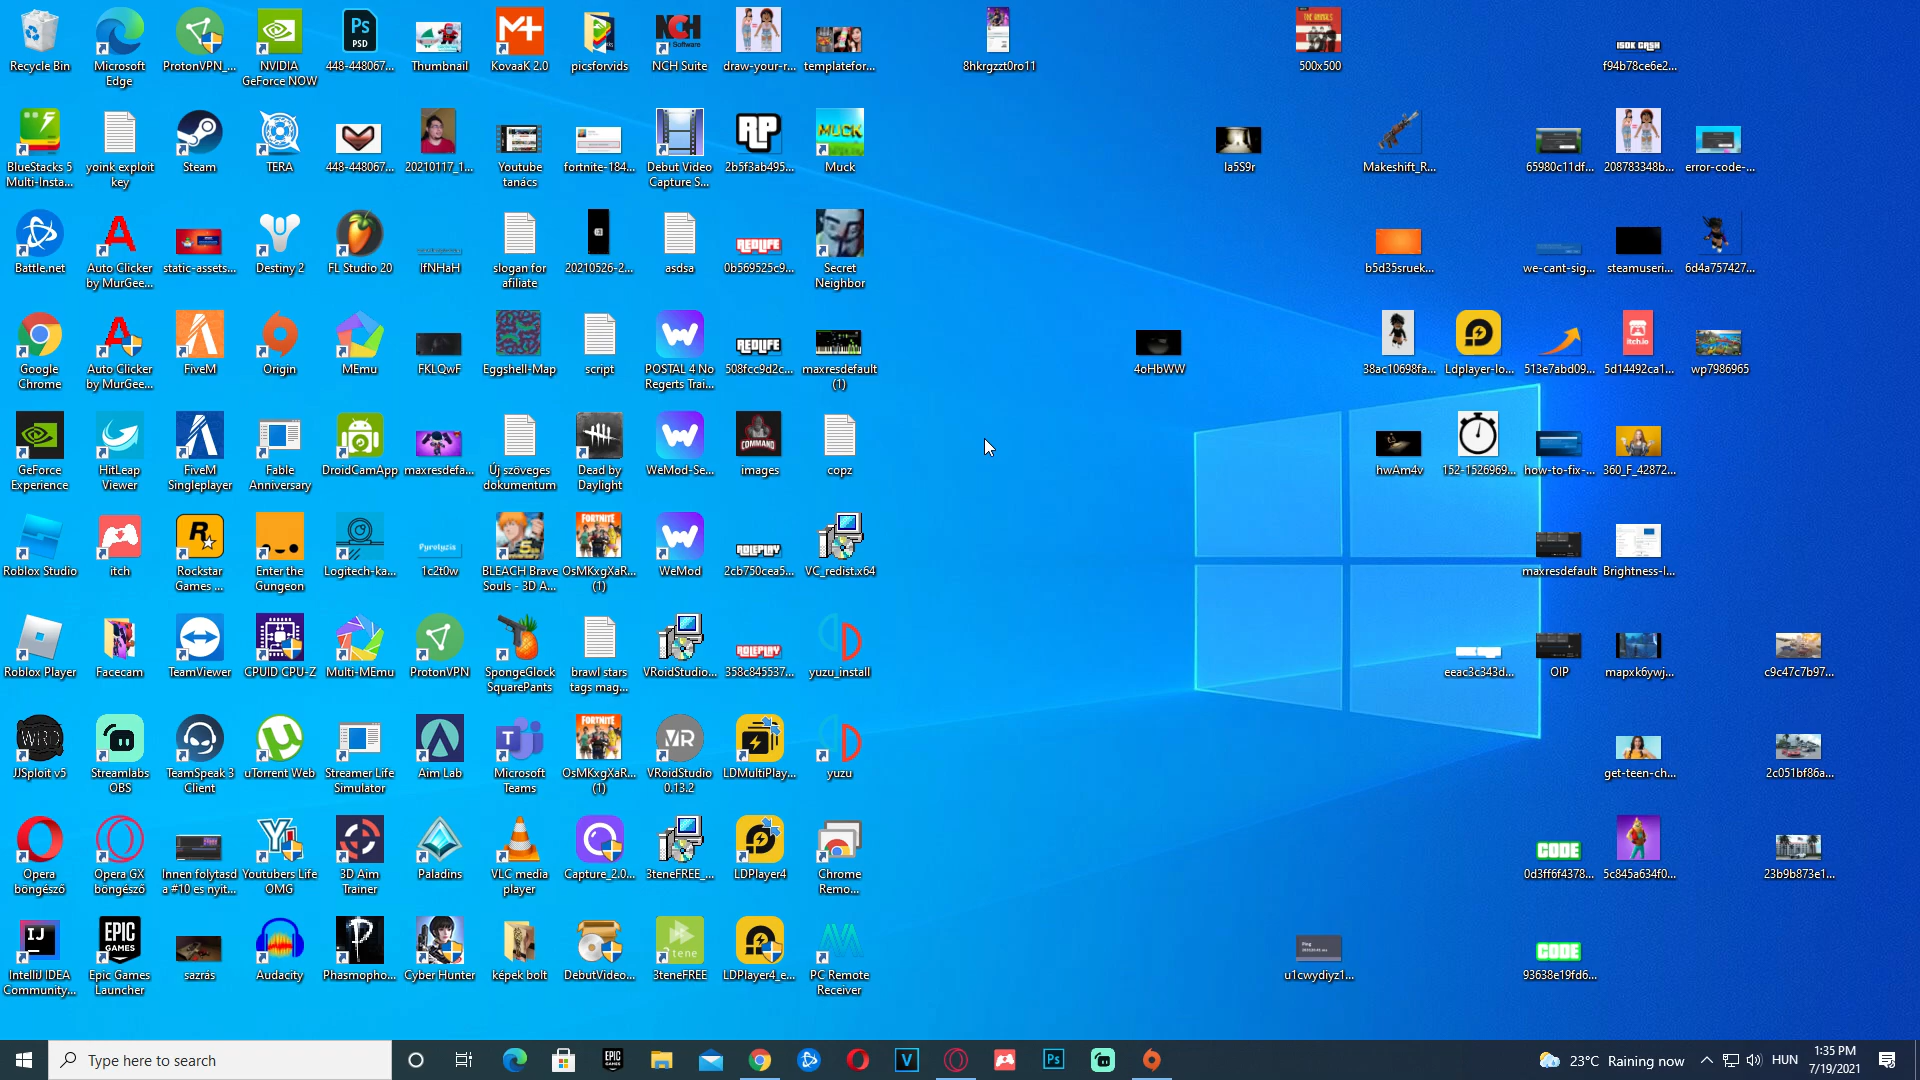 Recycle Bin
Microsoft Edge
ProtonVPN_...
NVIDIA GeForce NOW
448-448067...
Thumbnail
KovaaK 2.0
picsforvids
NCH Suite
draw-your-r...
templatefor...
8hkrgzzt0ro11
500x500
f94b78ce6e2...
BlueStacks 5 Multi-Insta...
yoink exploit key
Steam
TERA
448-448067...
20210117_1...
Youtube tanács
fortnite-184...
Debut Video Capture S...
2b5f3ab495...
Muck
la5S9r
Makeshift_R...
65980c11df...
208783348b...
error-code-...
Battle.net
Auto Clicker by MurGee...
static-assets...
Destiny 2
FL Studio 20
IfNHaH
slogan for afiliate
20210526-2...
asdsa
0b569525c9...
Secret Neighbor
b5d35sruek...
we-cant-sig...
steamuseri...
6d4a757427...
Google Chrome
Auto Clicker by MurGee...
FiveM
Origin
MEmu
FKLQwF
Eggshell-Map
script
POSTAL 4 No Regerts Trai...
508fcc9d2c...
maxresdefault (1)
4oHbWW
38ac10698fa...
Ldplayer-lo...
513e7abd09...
5d14492ca1...
wp7986965
GeForce Experience
HitLeap Viewer
FiveM Singleplayer
Fable Anniversary
DroidCamApp
maxresdefa...
Új szöveges dokumentum
Dead by Daylight
WeMod-Se...
images
copz
hwAm4v
152-1526969...
how-to-fix-...
360_F_42872...
Roblox Studio
itch
Rockstar Games ...
Enter the Gungeon
Logitech-ka...
1c2t0w
BLEACH Brave Souls - 3D A...
OsMKxgXaR... (1)
WeMod
2cb750cea5...
VC_redist.x64
maxresdefault
Brightness-l...
Roblox Player
Facecam
TeamViewer
CPUID CPU-Z
Multi-MEmu
ProtonVPN
SpongeGlock SquarePants
brawl stars tags mag...
VRoidStudio...
358c845537...
yuzu_install
eeac3c343d...
OIP
mapxk6ywj...
c9c47c7b97...
JJSploit v5
Streamlabs OBS
TeamSpeak 3 Client
uTorrent Web
Streamer Life Simulator
Aim Lab
Microsoft Teams
OsMKxgXaR... (1)
VRoidStudio 0.13.2
LDMultiPlay...
yuzu
get-teen-ch...
2c051bf86a...
Opera böngésző
Opera GX böngésző
Innen folytasd a #10 es nyit...
Youtubers Life OMG
3D Aim Trainer
Paladins
VLC media player
Capture_2.0...
3teneFREE_...
LDPlayer4
Chrome Remo...
0d3ff6f4378...
5c845a634f0...
23b9b873e1...
IntelliJ IDEA Community...
Epic Games Launcher
sazrás
Audacity
Phasmopho...
Cyber Hunter
képek bolt
DebutVideo...
3teneFREE
LDPlayer4_e...
PC Remote Receiver
u1cwydiyz1...
93638e19fd6...
Type here to search
23°C Raining now
HUN
1:35 PM
7/19/2021